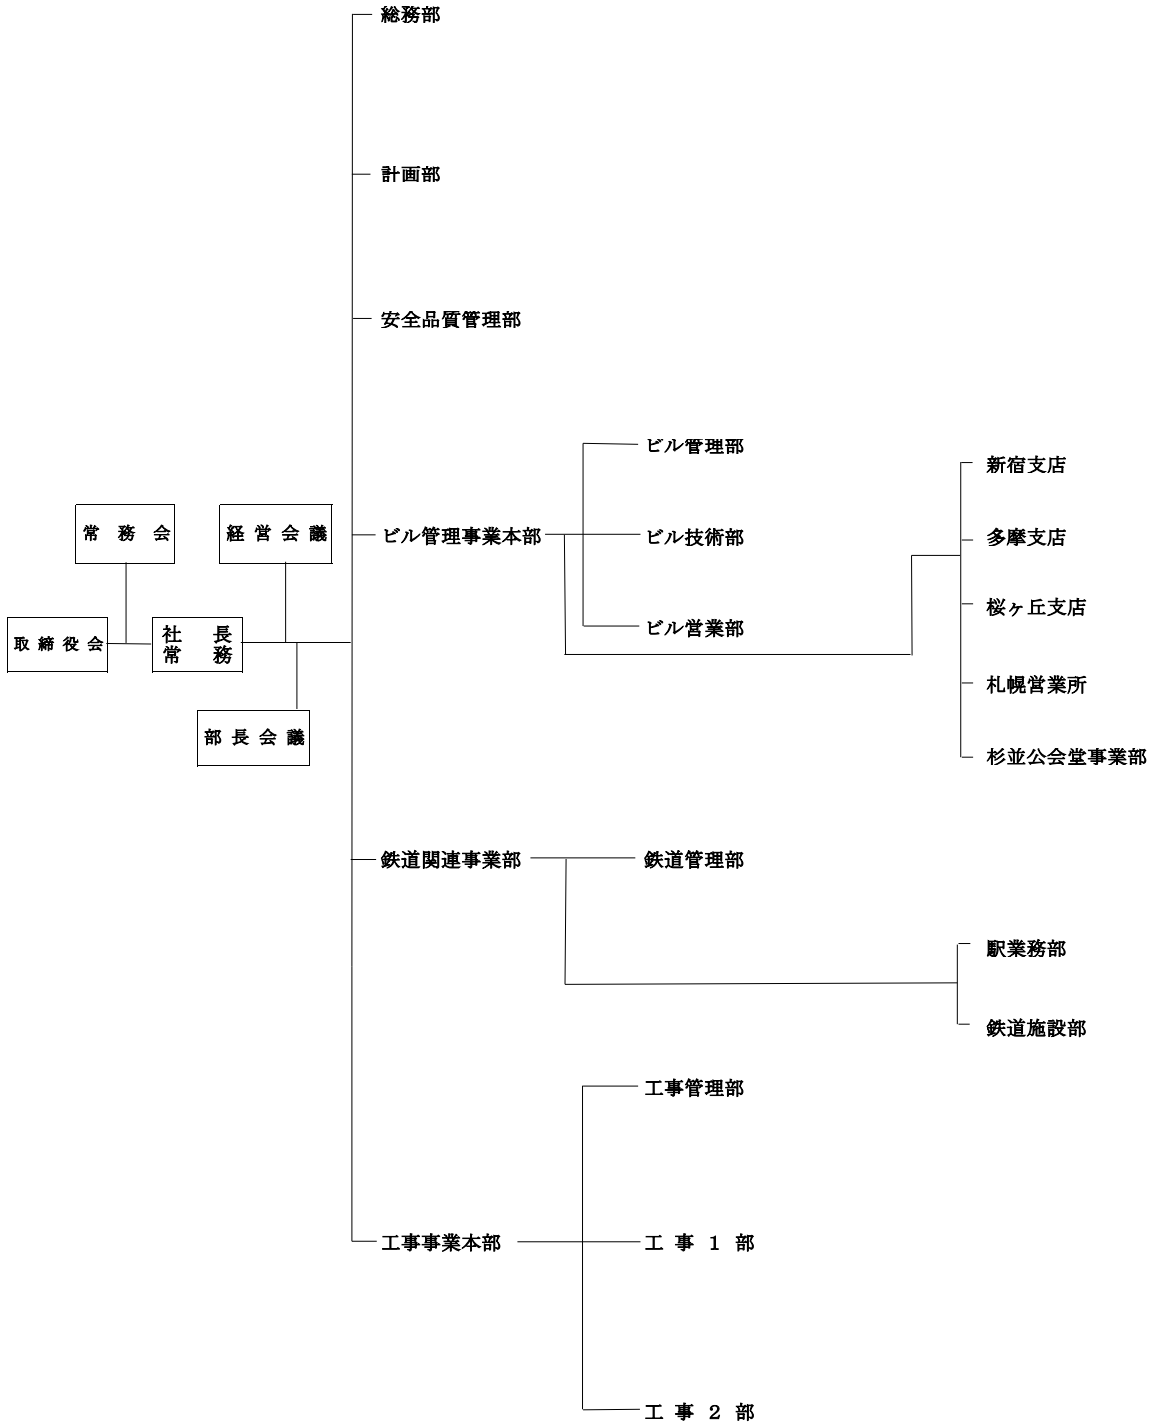 総務部
計画部
安全品質管理部
ビル管理部
新宿支店
常務会
経営会議
ビル管理事業本部
ビル技術部
多摩支店
桜ヶ丘支店
ビル営業部
取締役会
社長
常務
札幌営業所
部長会議
杉並公会堂事業部
鉄道関連事業部
鉄道管理部
駅業務部
鉄道施設部
工事管理部
工事事業本部
工事１部
工事２部